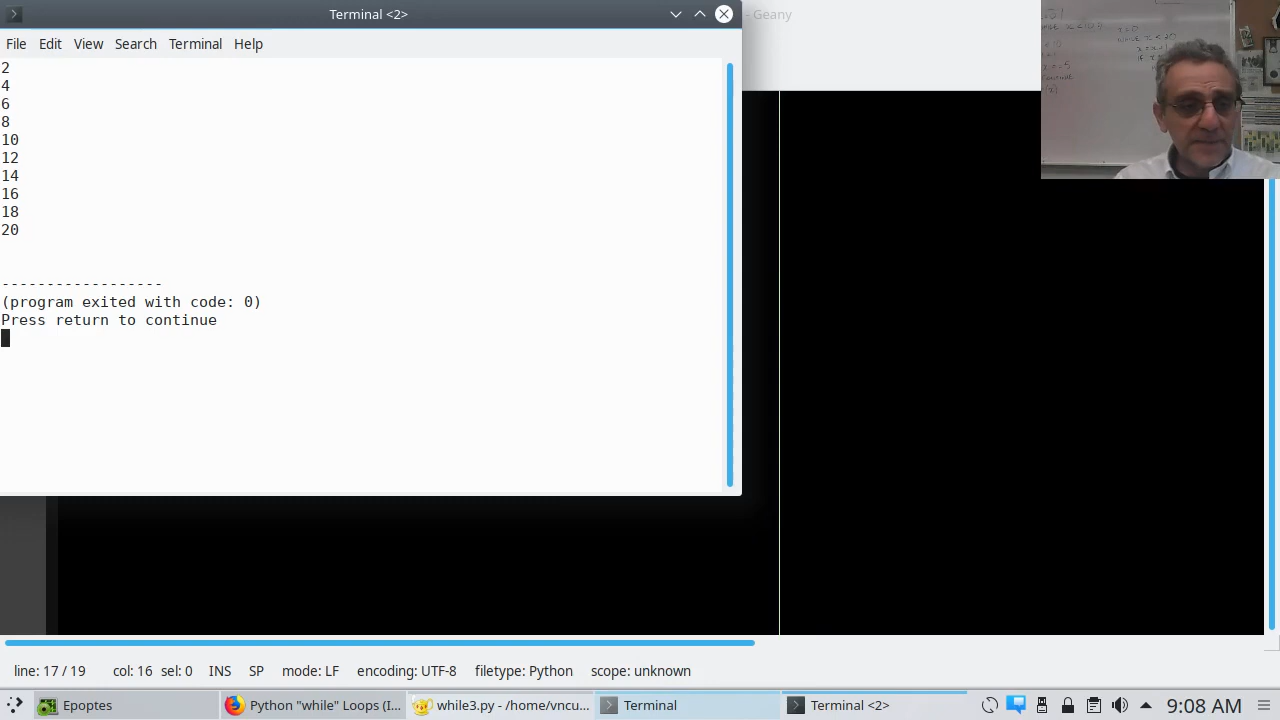 Terminal <2>
- Geany
File Edit View Search Terminal Help
2
4
6
8
10
12
14
16
18
20
------------------
(program exited with code: 0)
Press return to continue
line: 17 / 19 col: 16 sel: 0 INS SP mode: LF encoding: UTF-8 filetype: Python scope: unknown
Epoptes Python "while" Loops (I... while3.py - /home/vmu... Terminal Terminal <2> 9:08 AM